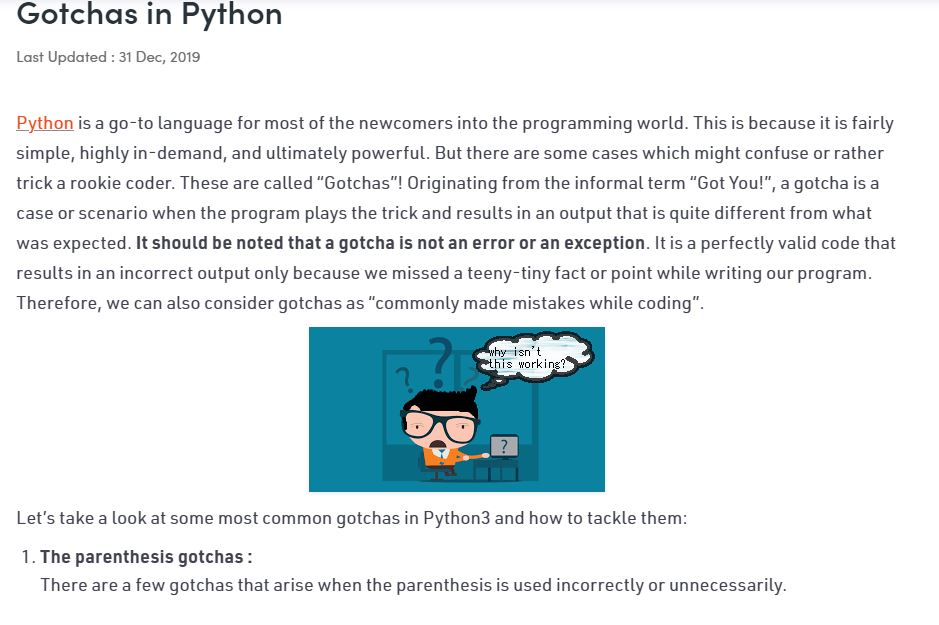 Gotchas in Python
Last Updated : 31 Dec, 2019
Python is a go-to language for most of the newcomers into the programming world. This is because it is fairly
simple, highly in-demand, and ultimately powerful. But there are some cases which might confuse or rather
trick a rookie coder. These are called “Gotchas”! Originating from the informal term “Got You!”, a gotcha is a
case or scenario when the program plays the trick and results in an output that is quite different from what
was expected. It should be noted that a gotcha is not an error or an exception. It is a perfectly valid code that
results in an incorrect output only because we missed a teeny-tiny fact or point while writing our program.
Therefore, we can also consider gotchas as “commonly made mistakes while coding”.
? why isn't
? this working?
?
Let’s take a look at some most common gotchas in Python3 and how to tackle them:
1. The parenthesis gotchas :
There are a few gotchas that arise when the parenthesis is used incorrectly or unnecessarily.